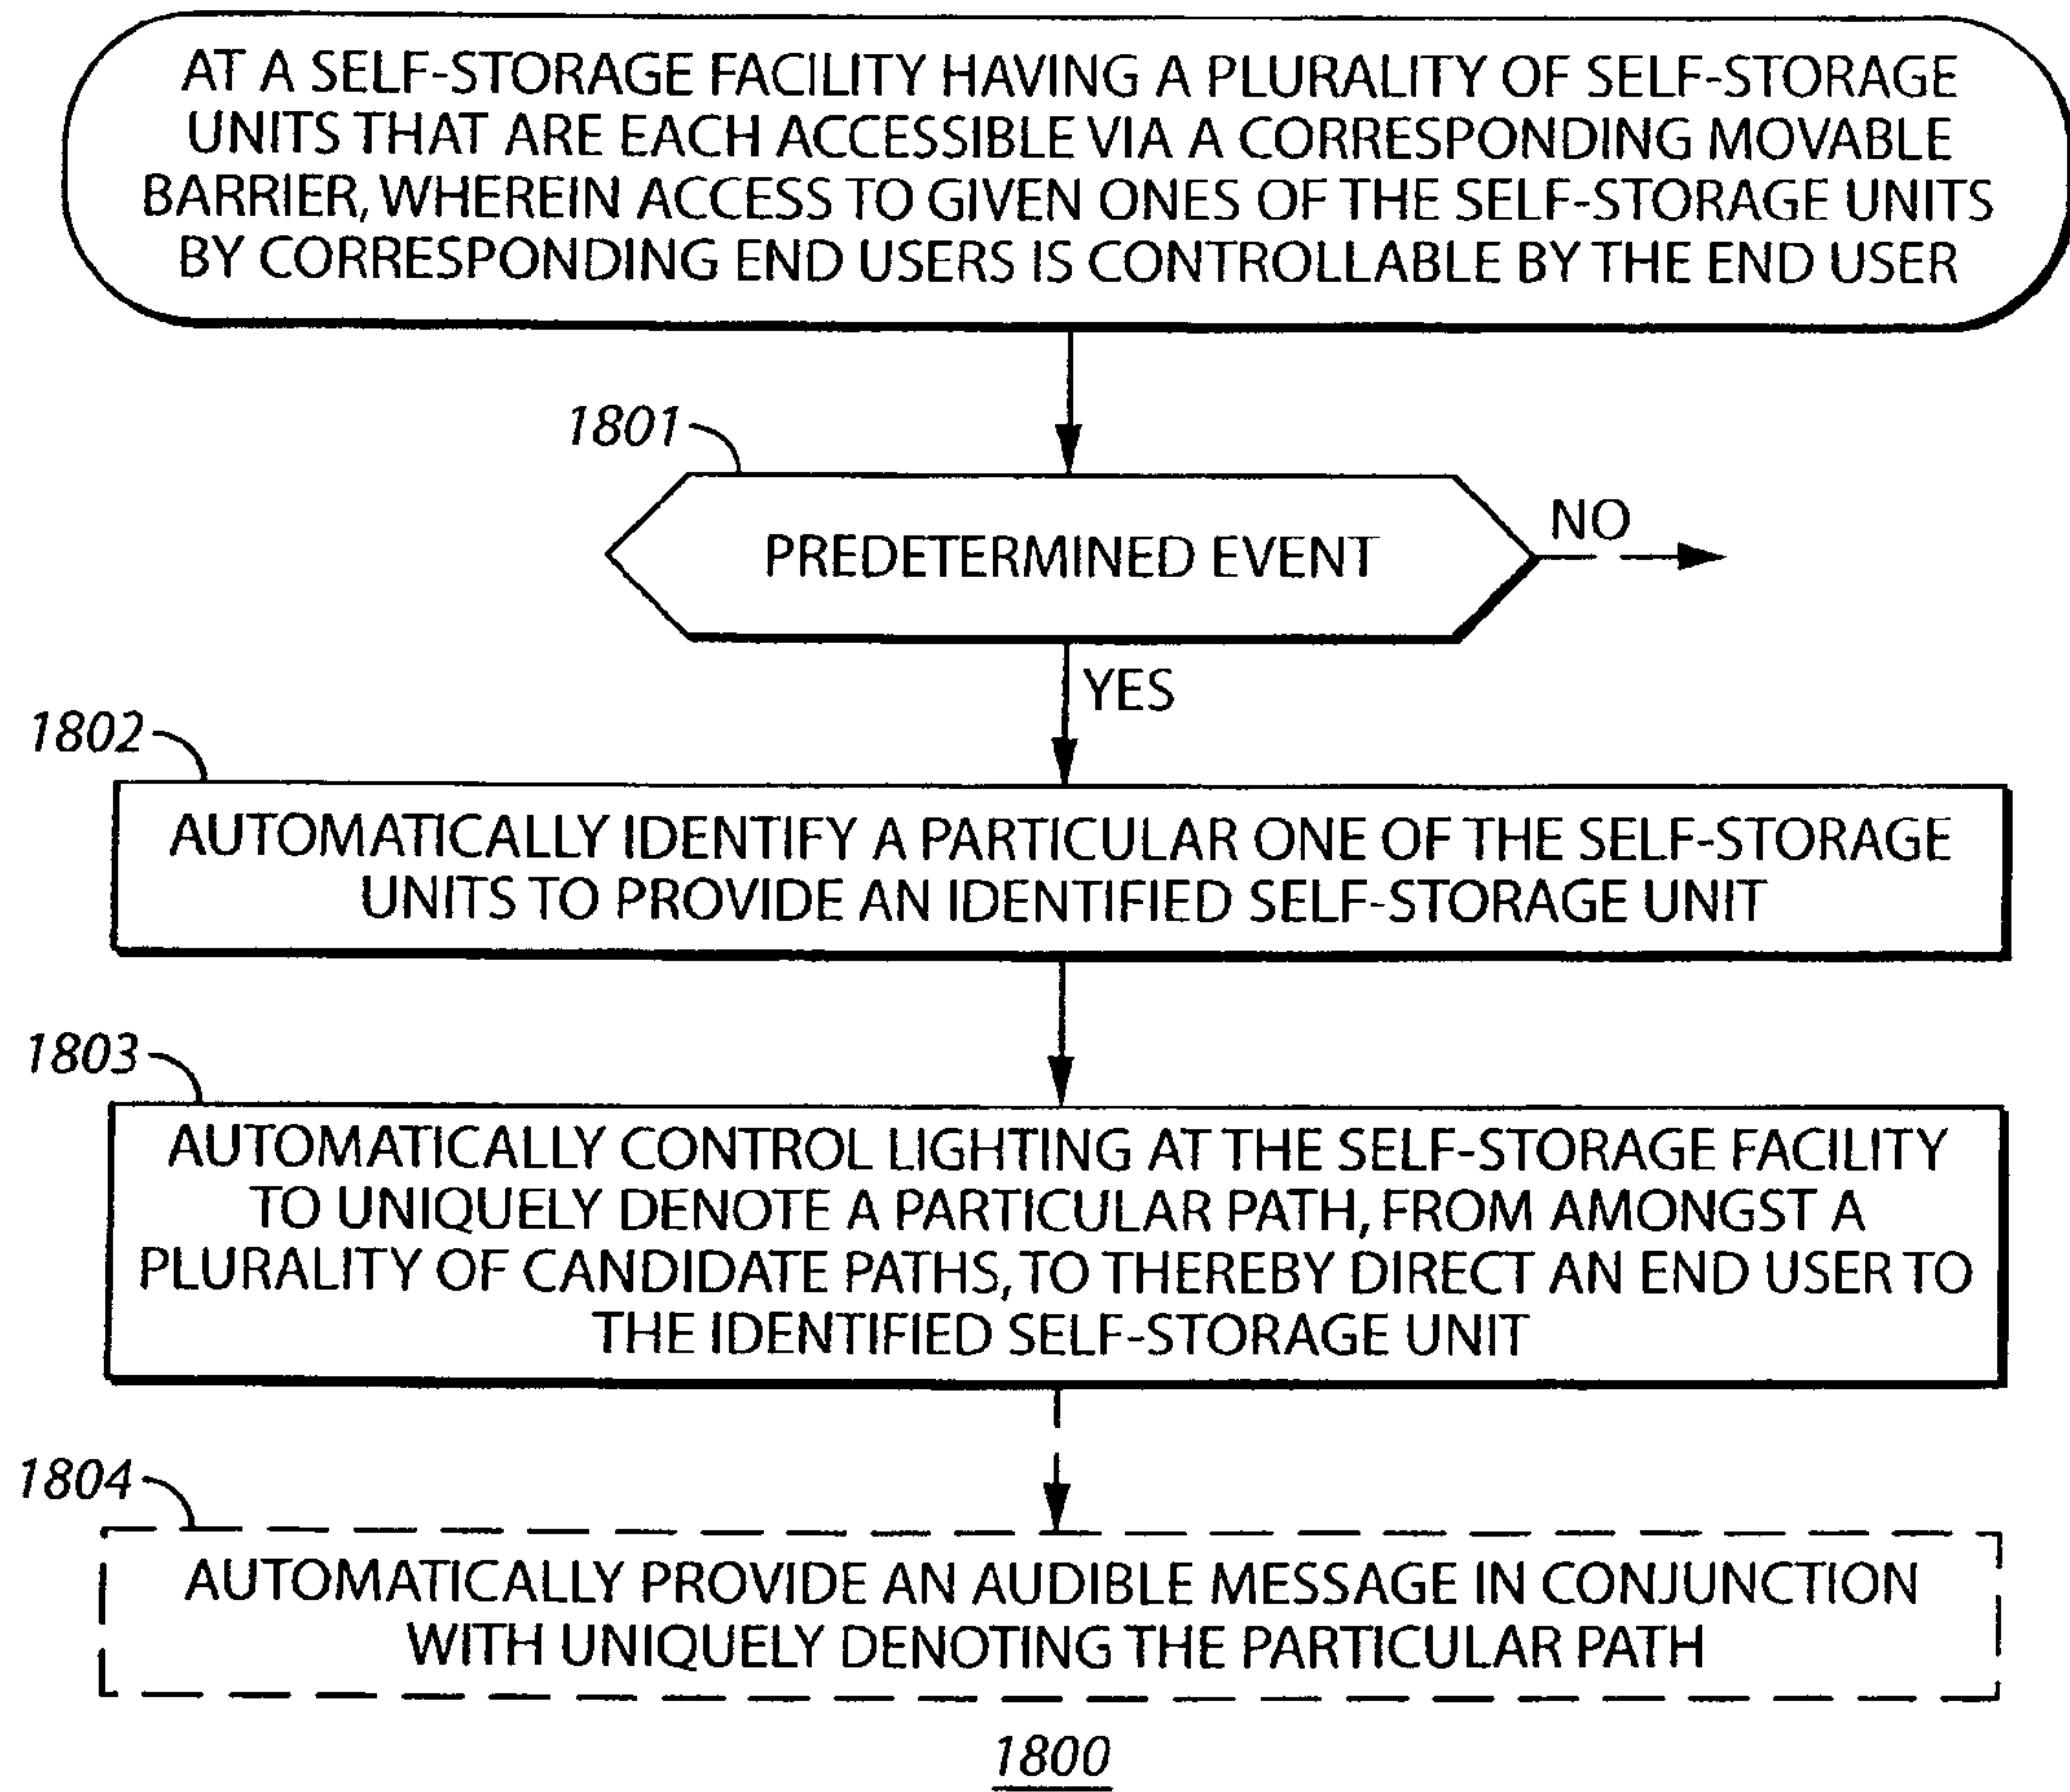 AT A SELF-STORAGE FACILITY HAVING A PLURALITY OF SELF-STORAGE
UNITS THAT ARE EACH ACCESSIBLE VIA A CORRESPONDING MOVABLE
BARRIER, WHEREIN ACCESS TO GIVEN ONES OF THE SELF-STORAGE UNITS
BY CORRESPONDING END USERS IS CONTROLLABLE BY THE END USER
1801
PREDETERMINED EVENT
NO
YES
1802
AUTOMATICALLY IDENTIFY A PARTICULAR ONE OF THE SELF-STORAGE
UNITS TO PROVIDE AN IDENTIFIED SELF-STORAGE UNIT
1803
AUTOMATICALLY CONTROL LIGHTING AT THE SELF-STORAGE FACILITY
TO UNIQUELY DENOTE A PARTICULAR PATH, FROM AMONGST A
PLURALITY OF CANDIDATE PATHS, TO THEREBY DIRECT AN END USER TO
THE IDENTIFIED SELF-STORAGE UNIT
1804
AUTOMATICALLY PROVIDE AN AUDIBLE MESSAGE IN CONJUNCTION
WITH UNIQUELY DENOTING THE PARTICULAR PATH
1800